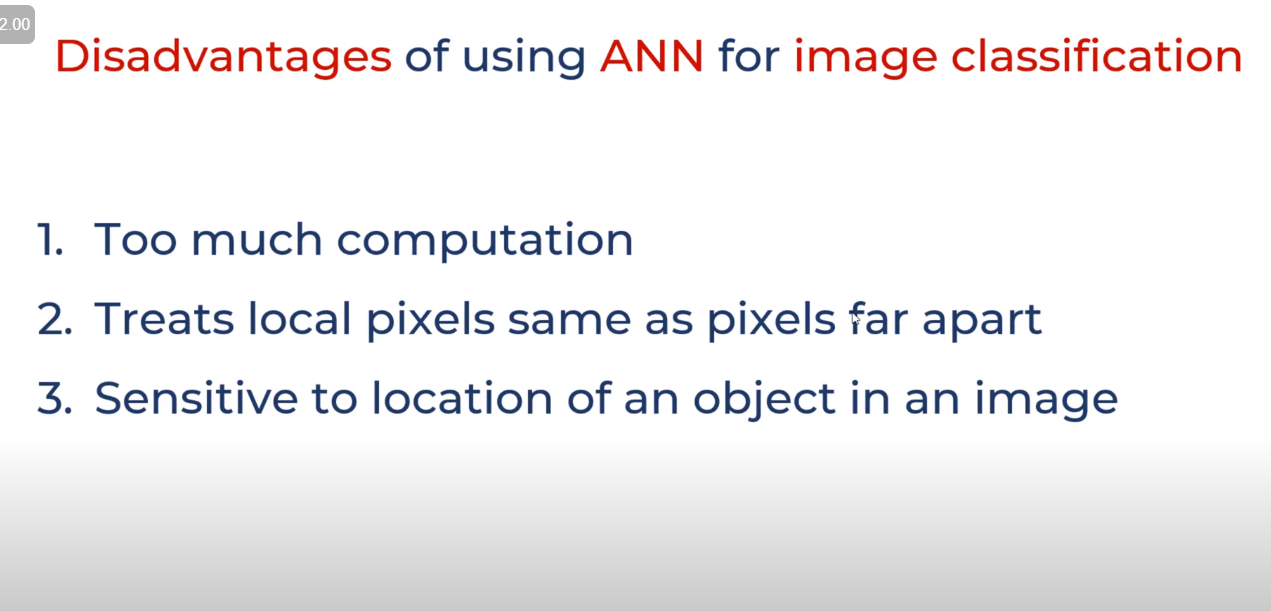 2.00
Disadvantages of using ANN for image classification
1. Too much computation
2. Treats local pixels same as pixels far apart
3. Sensitive to location of an object in an image